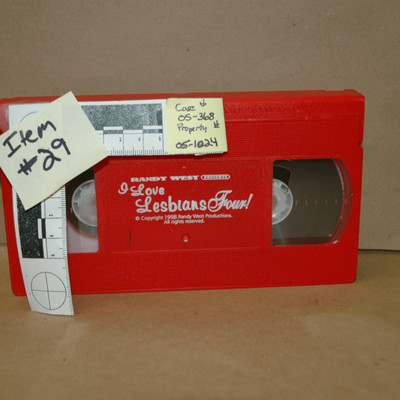 Item
#29
Case #
05-368
Property #
05-1024
RANDY WEST PRESENTS
I Love
Lesbians Four!
© Copyright 1998 Randy West Productions.
All rights reserved.